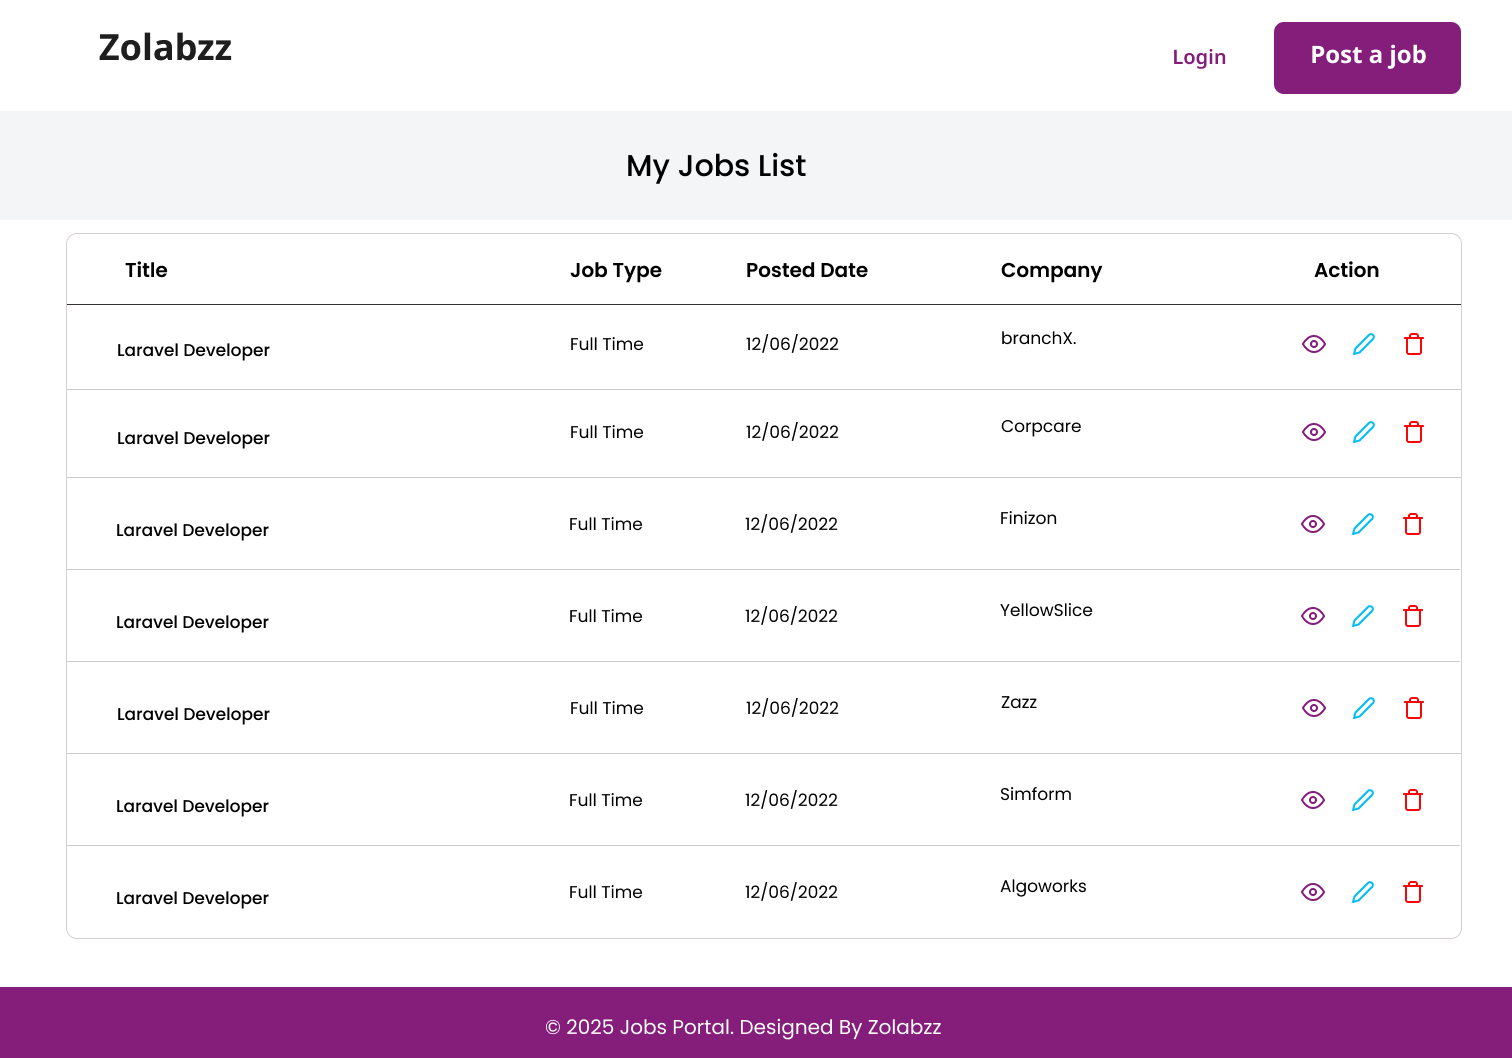 Zolabzz
Login
Post a job
My Jobs List
Title Job Type Posted Date Company Action
Laravel Developer Full Time 12/06/2022 branchX.
Laravel Developer Full Time 12/06/2022 Corpcare
Laravel Developer Full Time 12/06/2022 Finizon
Laravel Developer Full Time 12/06/2022 YellowSlice
Laravel Developer Full Time 12/06/2022 Zazz
Laravel Developer Full Time 12/06/2022 Simform
Laravel Developer Full Time 12/06/2022 Algoworks
© 2025 Jobs Portal. Designed By Zolabzz